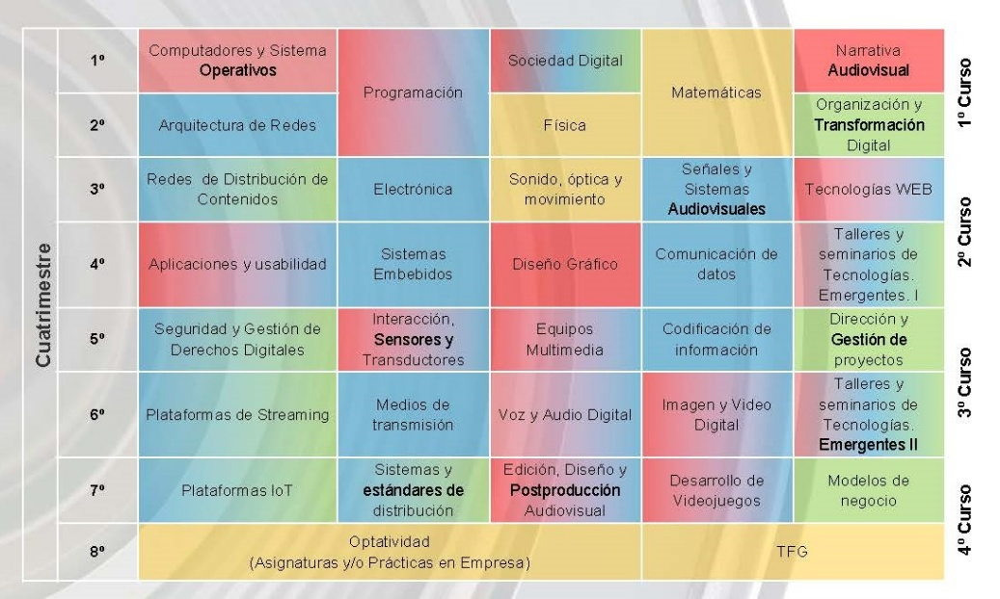 Cuatrimestre
1º
Computadores y Sistema
Operativos
Programación
Sociedad Digital
Matemáticas
Narrativa
Audiovisual
1º Curso
2º
Arquitectura de Redes
Física
Organización y
Transformación
Digital
3º
Redes de Distribución de
Contenidos
Electrónica
Sonido, óptica y
movimiento
Señales y
Sistemas
Audiovisuales
Tecnologías WEB
2º Curso
4º
Aplicaciones y usabilidad
Sistemas
Embebidos
Diseño Gráfico
Comunicación de
datos
Talleres y
seminarios de
Tecnologías.
Emergentes. I
5º
Seguridad y Gestión de
Derechos Digitales
Interacción,
Sensores y
Transductores
Equipos
Multimedia
Codificación de
información
Dirección y
Gestión de
proyectos
3º Curso
6º
Plataformas de Streaming
Medios de
transmisión
Voz y Audio Digital
Imagen y Video
Digital
Talleres y
seminarios de
Tecnologías.
Emergentes II
7º
Plataformas IoT
Sistemas y
estándares de
distribución
Edición, Diseño y
Postproducción
Audiovisual
Desarrollo de
Videojuegos
Modelos de
negocio
4º Curso
8º
Optatividad
(Asignaturas y/o Prácticas en Empresa)
TFG